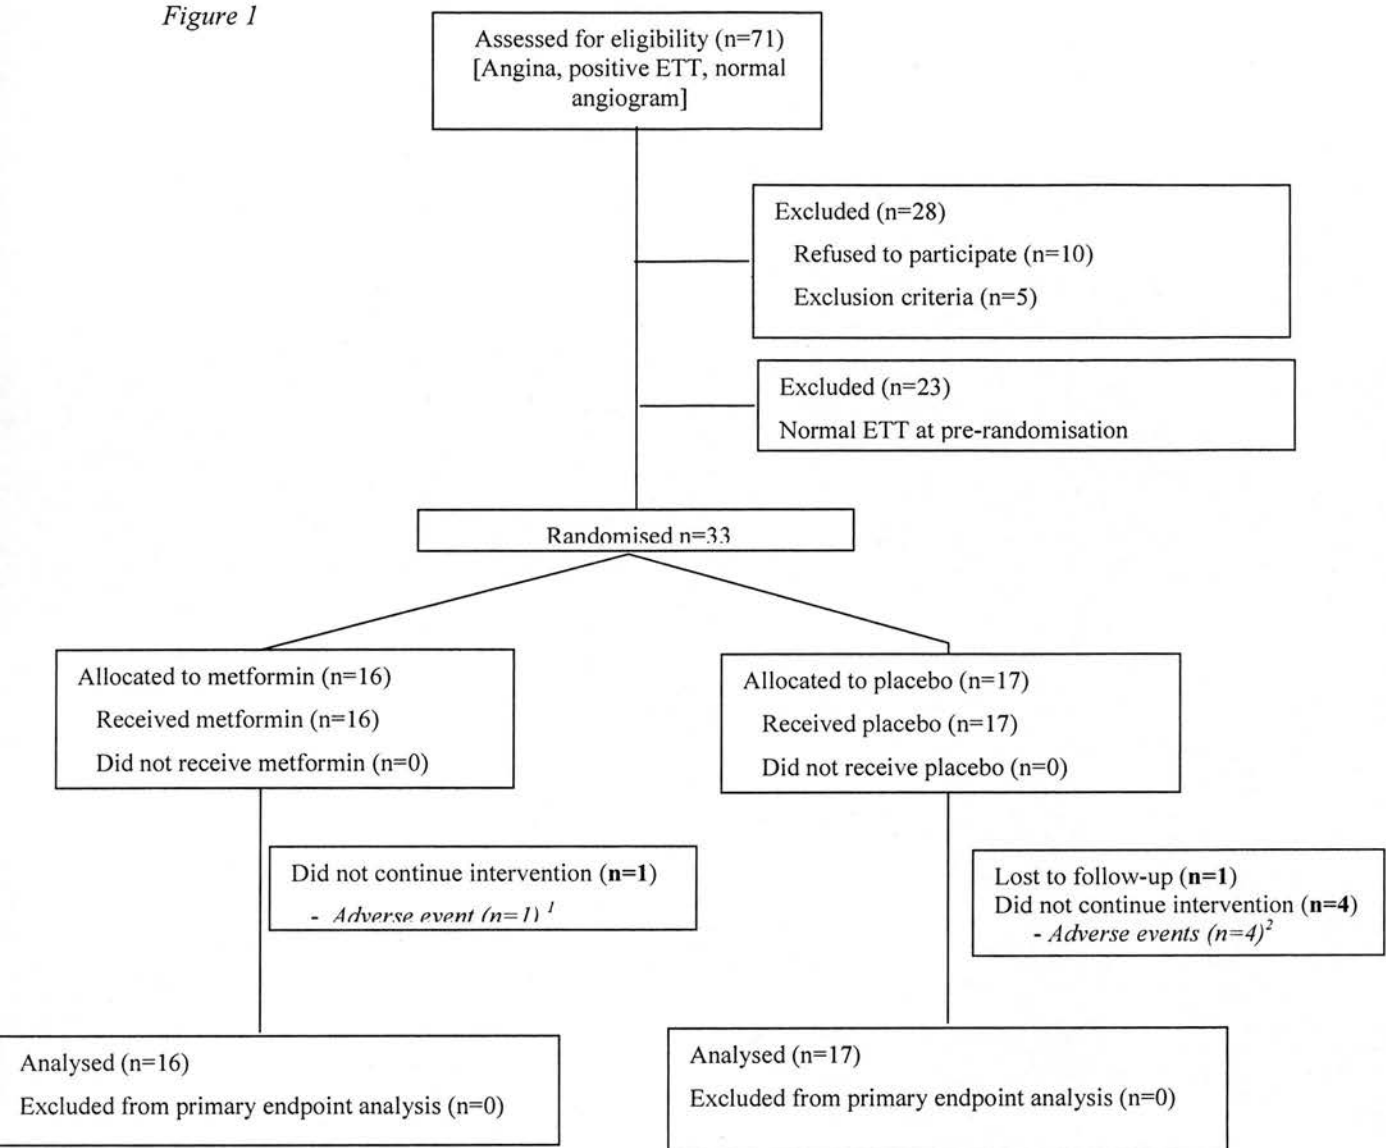 Figure 1
Assessed for eligibility (n=71)
[Angina, positive ETT, normal
angiogram]
Excluded (n=28)
Refused to participate (n=10)
Exclusion criteria (n=5)
Excluded (n=23)
Normal ETT at pre-randomisation
Randomised n=33
Allocated to metformin (n=16)
Received metformin (n=16)
Did not receive metformin (n=0)
Allocated to placebo (n=17)
Received placebo (n=17)
Did not receive placebo (n=0)
Did not continue intervention (n=1)
- Adverse event (n=1) 1
Lost to follow-up (n=1)
Did not continue intervention (n=4)
- Adverse events (n=4)2
Analysed (n=16)
Excluded from primary endpoint analysis (n=0)
Analysed (n=17)
Excluded from primary endpoint analysis (n=0)